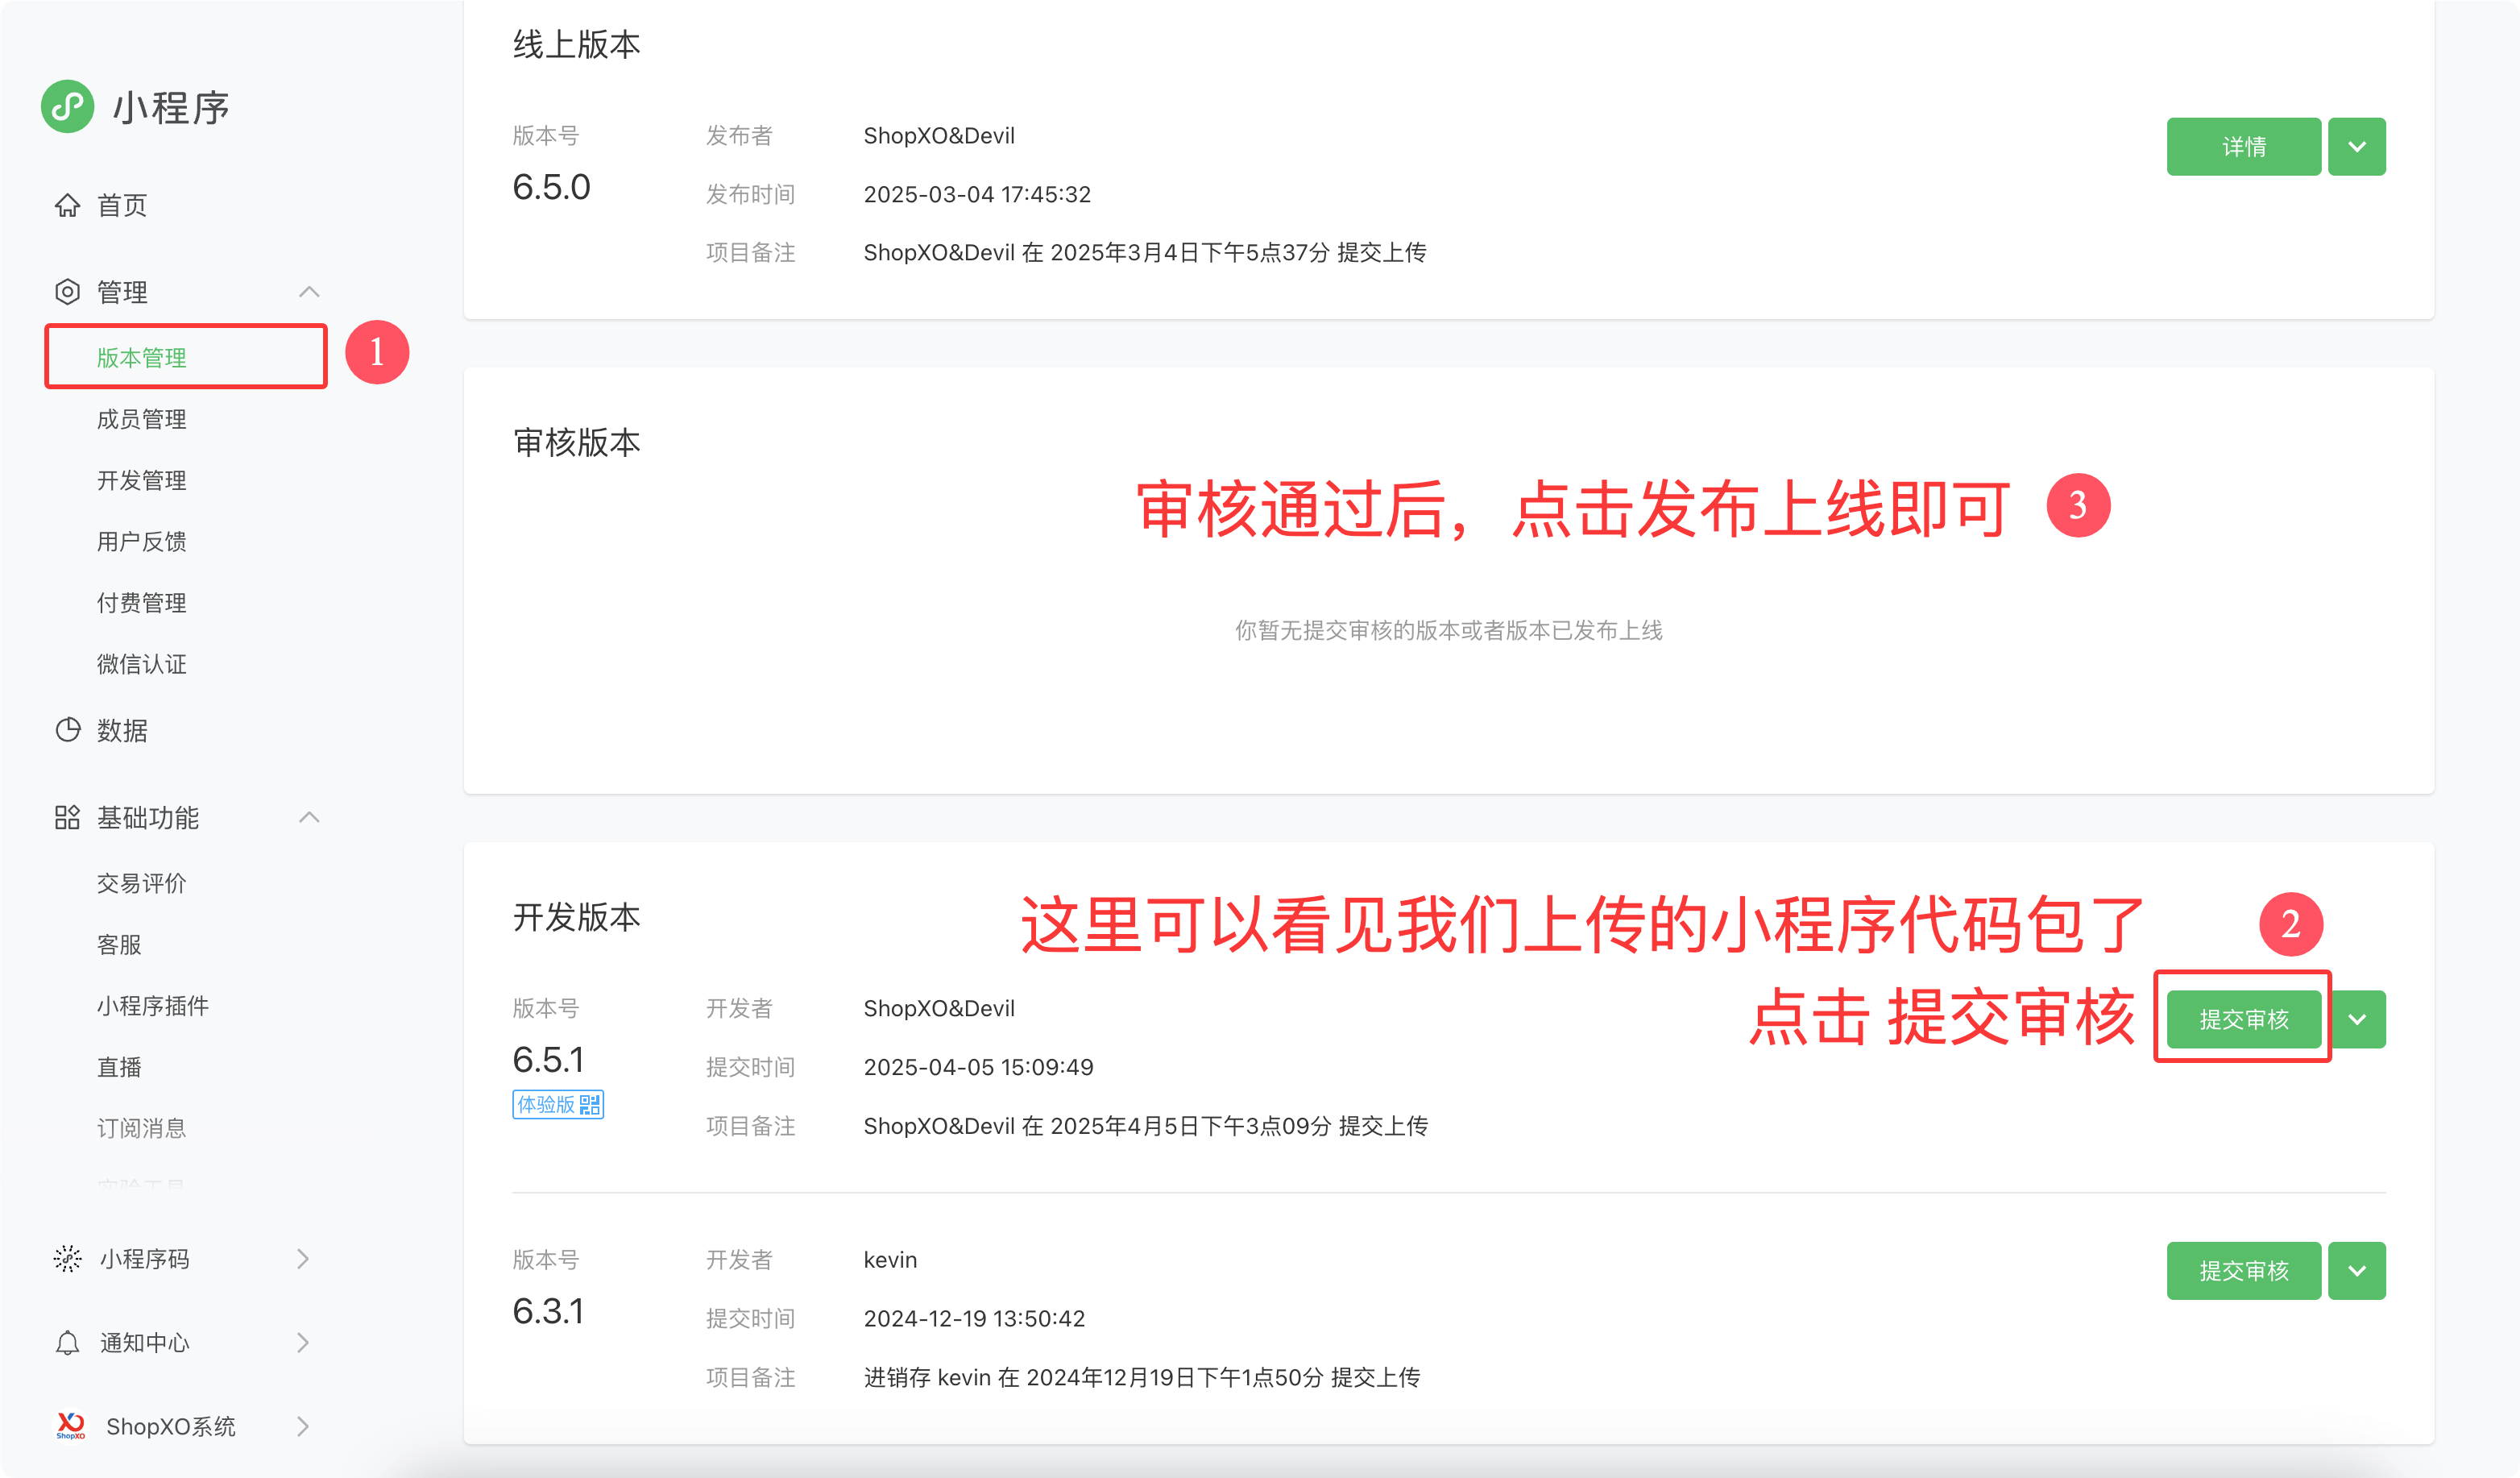 小程序
首页
管理
版本管理
1
成员管理
开发管理
用户反馈
付费管理
微信认证
数据
基础功能
交易评价
客服
小程序插件
直播
订阅消息
小程序码
通知中心
ShopXO
ShopXO系统
线上版本
版本号
6.5.0
发布者 ShopXO&Devil
发布时间 2025-03-04 17:45:32
项目备注 ShopXO&Devil 在 2025年3月4日下午5点37分 提交上传
详情
审核版本
审核通过后，点击发布上线即可 3
你暂无提交审核的版本或者版本已发布上线
开发版本
这里可以看见我们上传的小程序代码包了 2
点击 提交审核 提交审核
版本号
6.5.1
体验版
开发者 ShopXO&Devil
提交时间 2025-04-05 15:09:49
项目备注 ShopXO&Devil 在 2025年4月5日下午3点09分 提交上传
版本号
6.3.1
开发者 kevin
提交时间 2024-12-19 13:50:42
项目备注 进销存 kevin 在 2024年12月19日下午1点50分 提交上传
提交审核